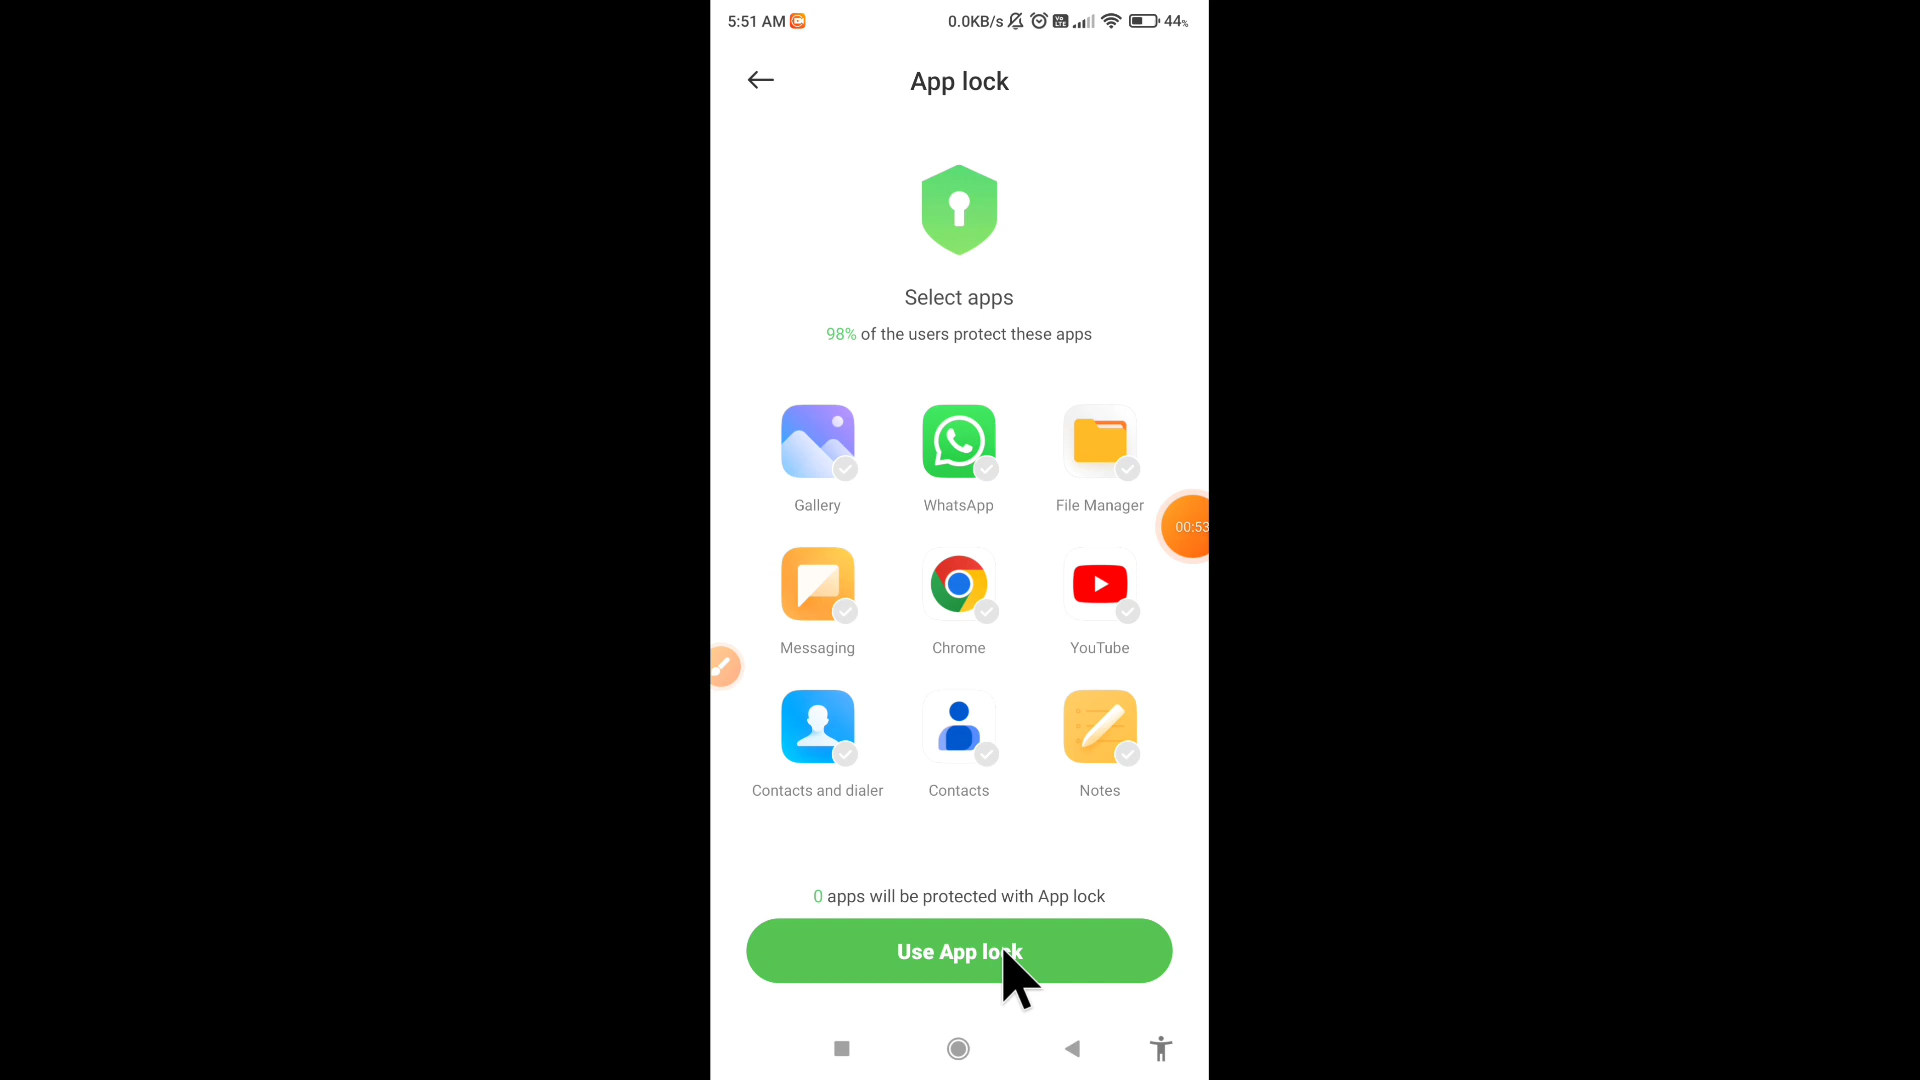 5:51 AM
0.0KB/s
44%
App lock
Select apps
98% of the users protect these apps
Gallery
WhatsApp
File Manager
00:53
Messaging
Chrome
YouTube
Contacts and dialer
Contacts
Notes
0 apps will be protected with App lock
Use App lock